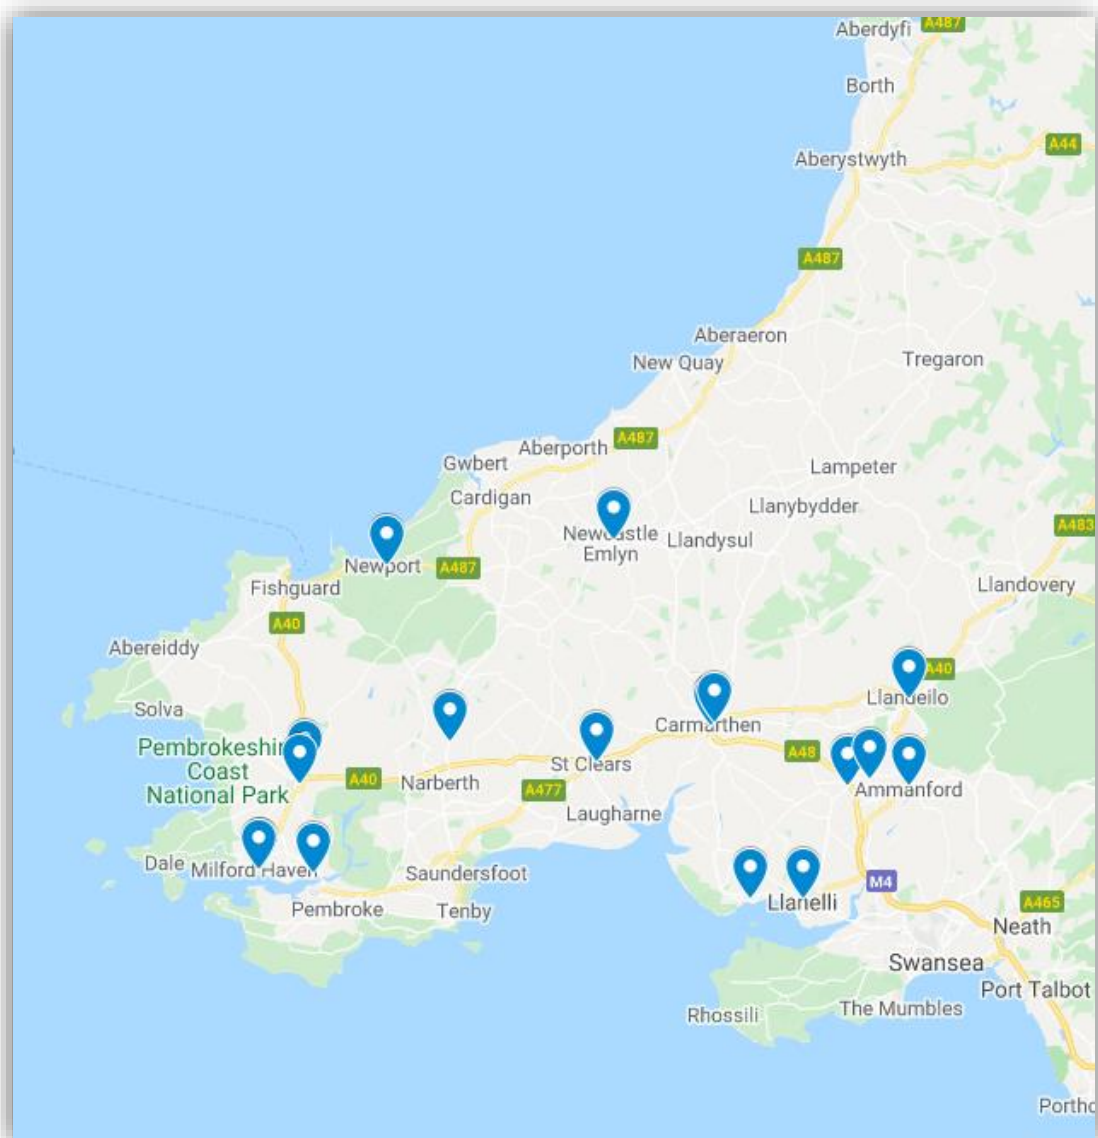 Aberdyfi
A487
Borth
A44
Aberystwyth
A487
Aberaeron
New Quay
Tregaron
A487
Aberporth
Gwbert
Lampeter
Cardigan
Llanybydder
A483
Newcastle
Emlyn
Llandysul
Newport
A487
Fishguard
Llandovery
A40
Abereiddy
A40
Llandeilo
Solva
Carmarthen
Pembrokeshire
Coast
National Park
A48
St Clears
A40
Narberth
A477
Ammanford
Laugharne
Dale
Milford Haven
Saundersfoot
M4
Llanelli
A465
Pembroke
Tenby
Neath
Swansea
Port Talbot
Rhossili
The Mumbles
Porthc